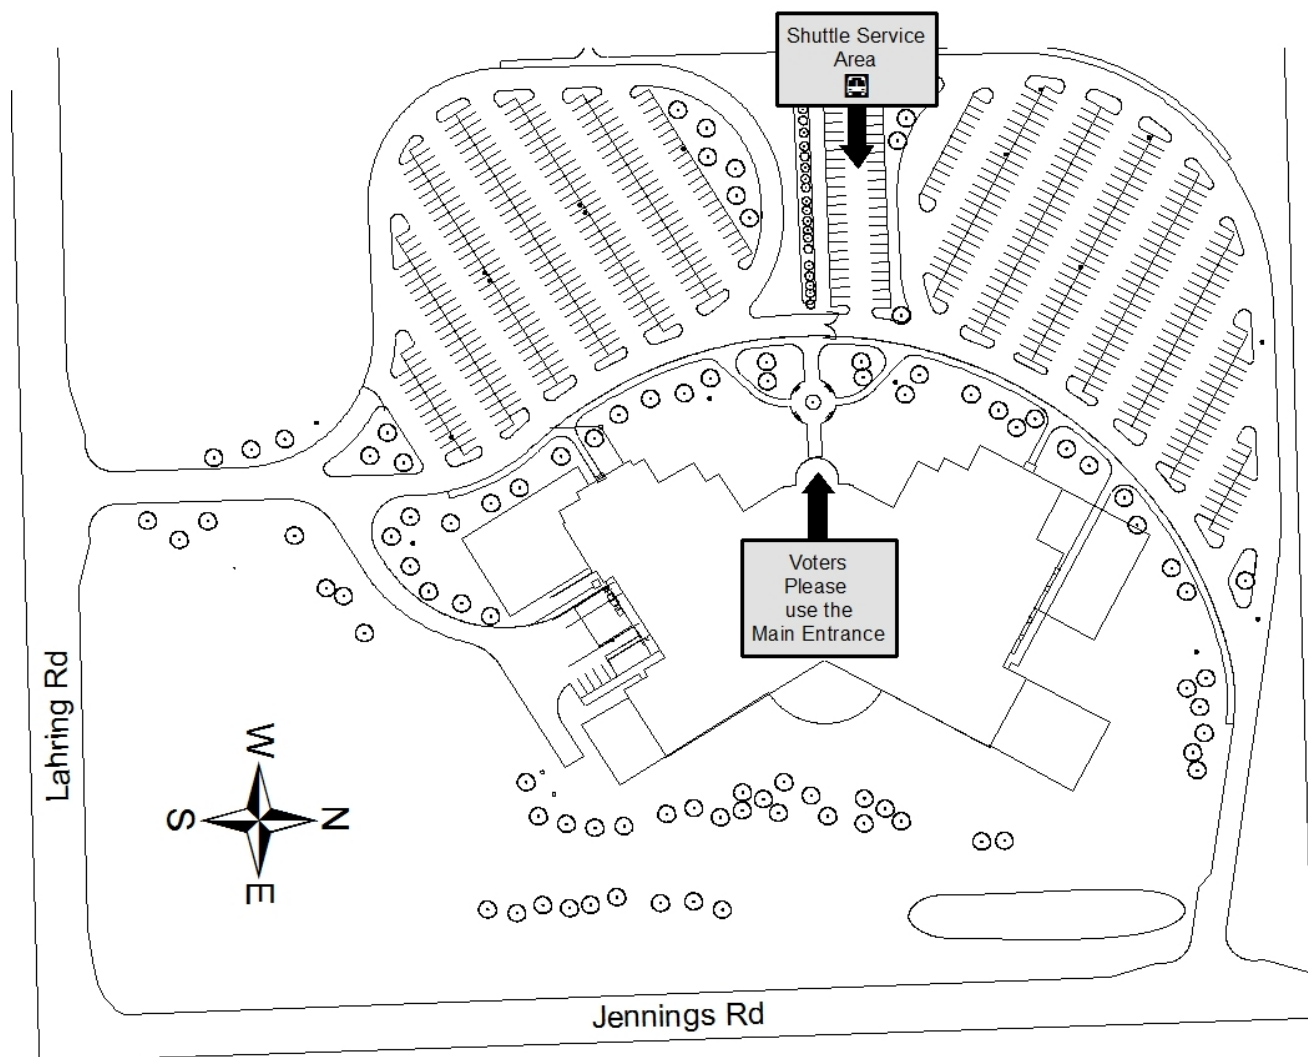 Shuttle Service
Area
Voters
Please
use the
Main Entrance
Lahring Rd
W
S
N
E
Jennings Rd